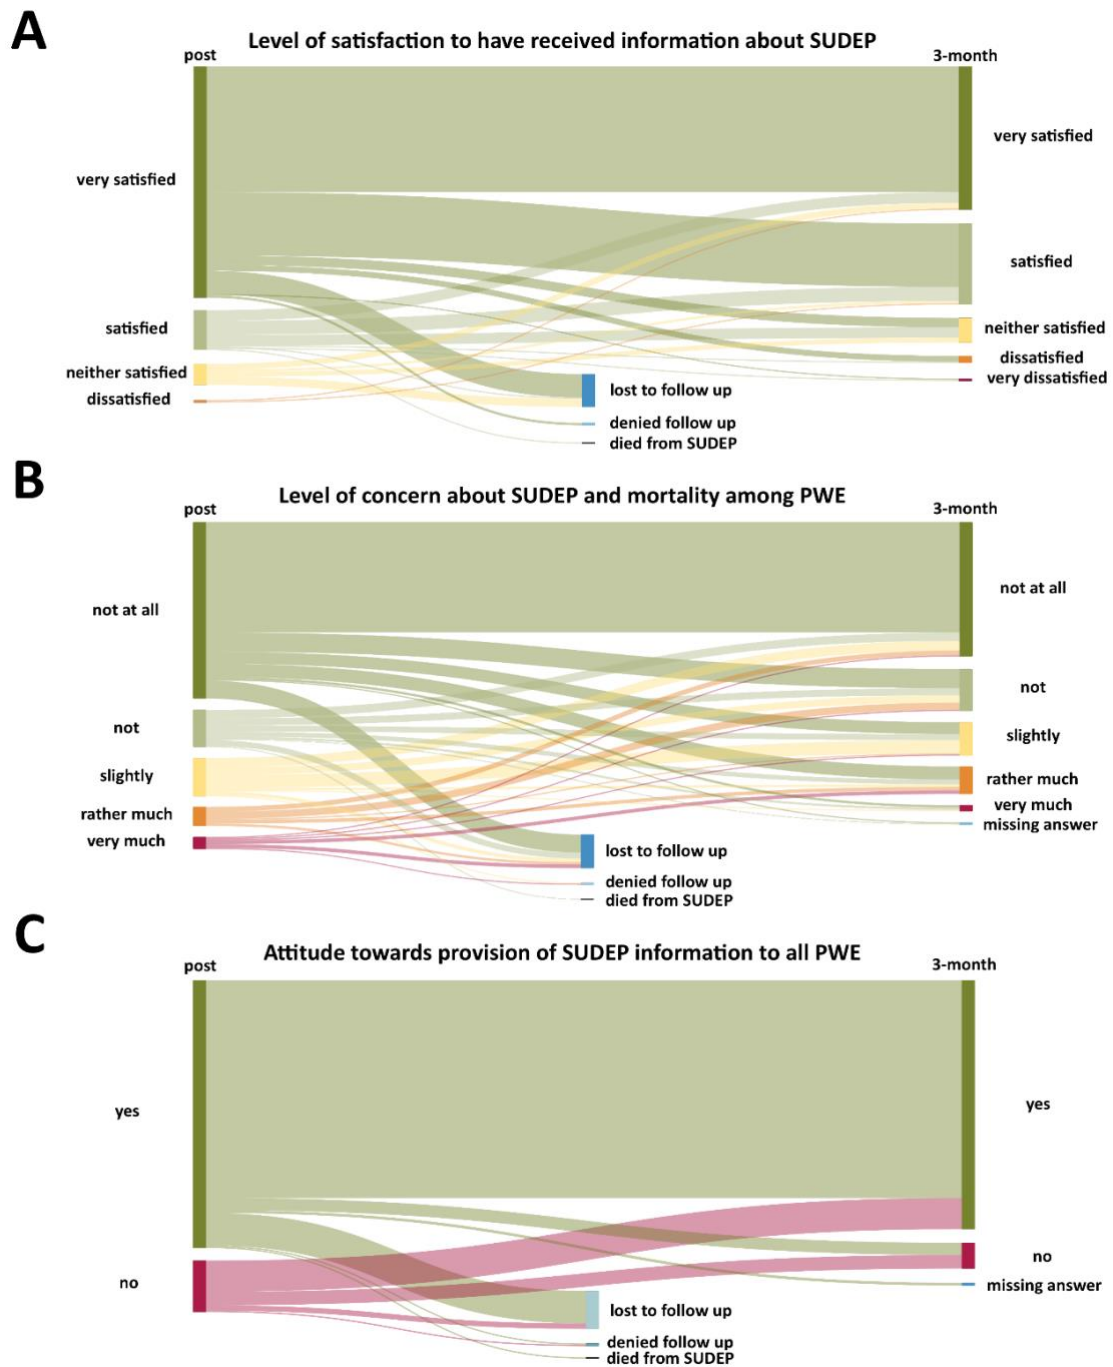 A
Level of satisfaction to have received information about SUDEP
post
3-month
very satisfied
very satisfied
satisfied
satisfied
neither satisfied
neither satisfied
dissatisfied
dissatisfied
very dissatisfied
lost to follow up
denied follow up
died from SUDEP
B
Level of concern about SUDEP and mortality among PWE
post
3-month
not at all
not at all
not
not
slightly
slightly
rather much
rather much
very much
very much
missing answer
lost to follow up
denied follow up
died from SUDEP
C
Attitude towards provision of SUDEP information to all PWE
post
3-month
yes
yes
no
no
missing answer
lost to follow up
denied follow up
died from SUDEP